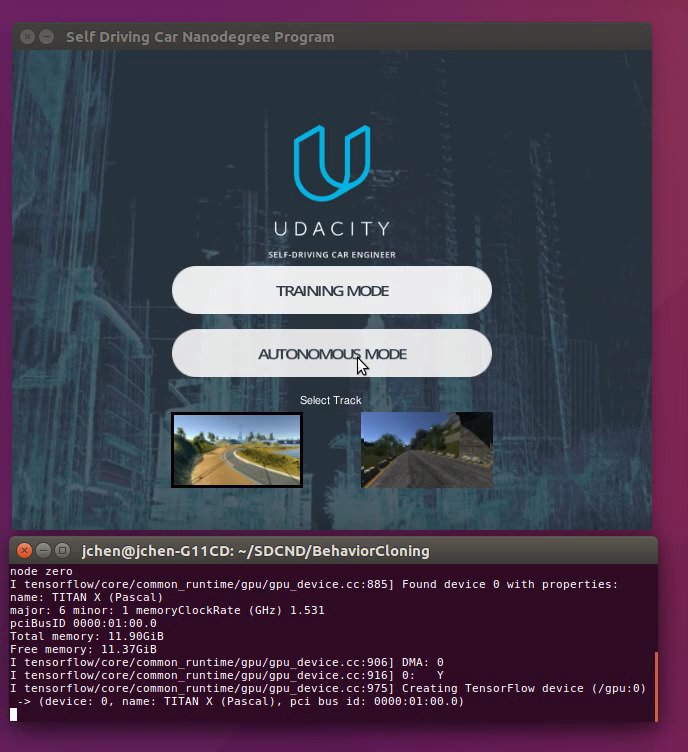 Self Driving Car Nanodegree Program
UDACITY
SELF-DRIVING CAR ENGINEER
TRAINING MODE
AUTONOMOUS MODE
Select Track
jchen@jchen-G11CD: ~/SDCND/BehaviorCloning
node zero
I tensorflow/core/common_runtime/gpu/gpu_device.cc:885] Found device 0 with properties:
name: TITAN X (Pascal)
major: 6 minor: 1 memoryClockRate (GHz) 1.531
pciBusID 0000:01:00.0
Total memory: 11.90GiB
Free memory: 11.37GiB
I tensorflow/core/common_runtime/gpu/gpu_device.cc:906] DMA: 0
I tensorflow/core/common_runtime/gpu/gpu_device.cc:916] 0:   Y
I tensorflow/core/common_runtime/gpu/gpu_device.cc:975] Creating TensorFlow device (/gpu:0)
-> (device: 0, name: TITAN X (Pascal), pci bus id: 0000:01:00.0)